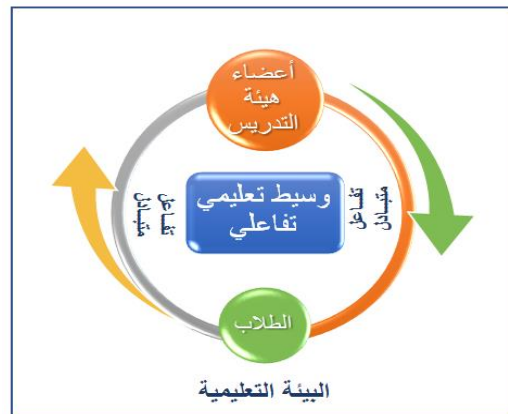 أعضاء
هيئة
التدريس
وسيط تعليمي
تفاعلي
تفاعل
متبادل
تفاعل
متبادل
الطلاب
البيئة التعليمية